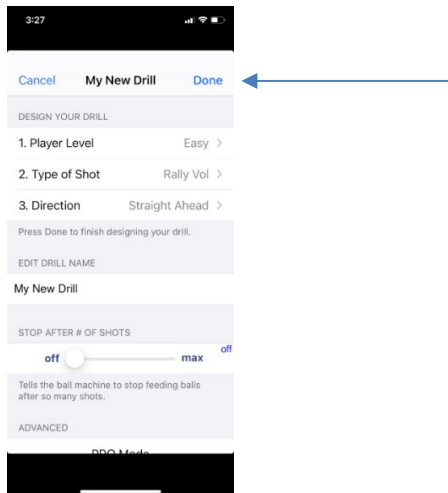 3:27
Cancel My New Drill Done
DESIGN YOUR DRILL
1. Player Level Easy >
2. Type of Shot Rally Vol >
3. Direction Straight Ahead >
Press Done to finish designing your drill.
EDIT DRILL NAME
My New Drill
STOP AFTER # OF SHOTS
off
off max
Tells the ball machine to stop feeding balls
after so many shots.
ADVANCED
PRO Mode